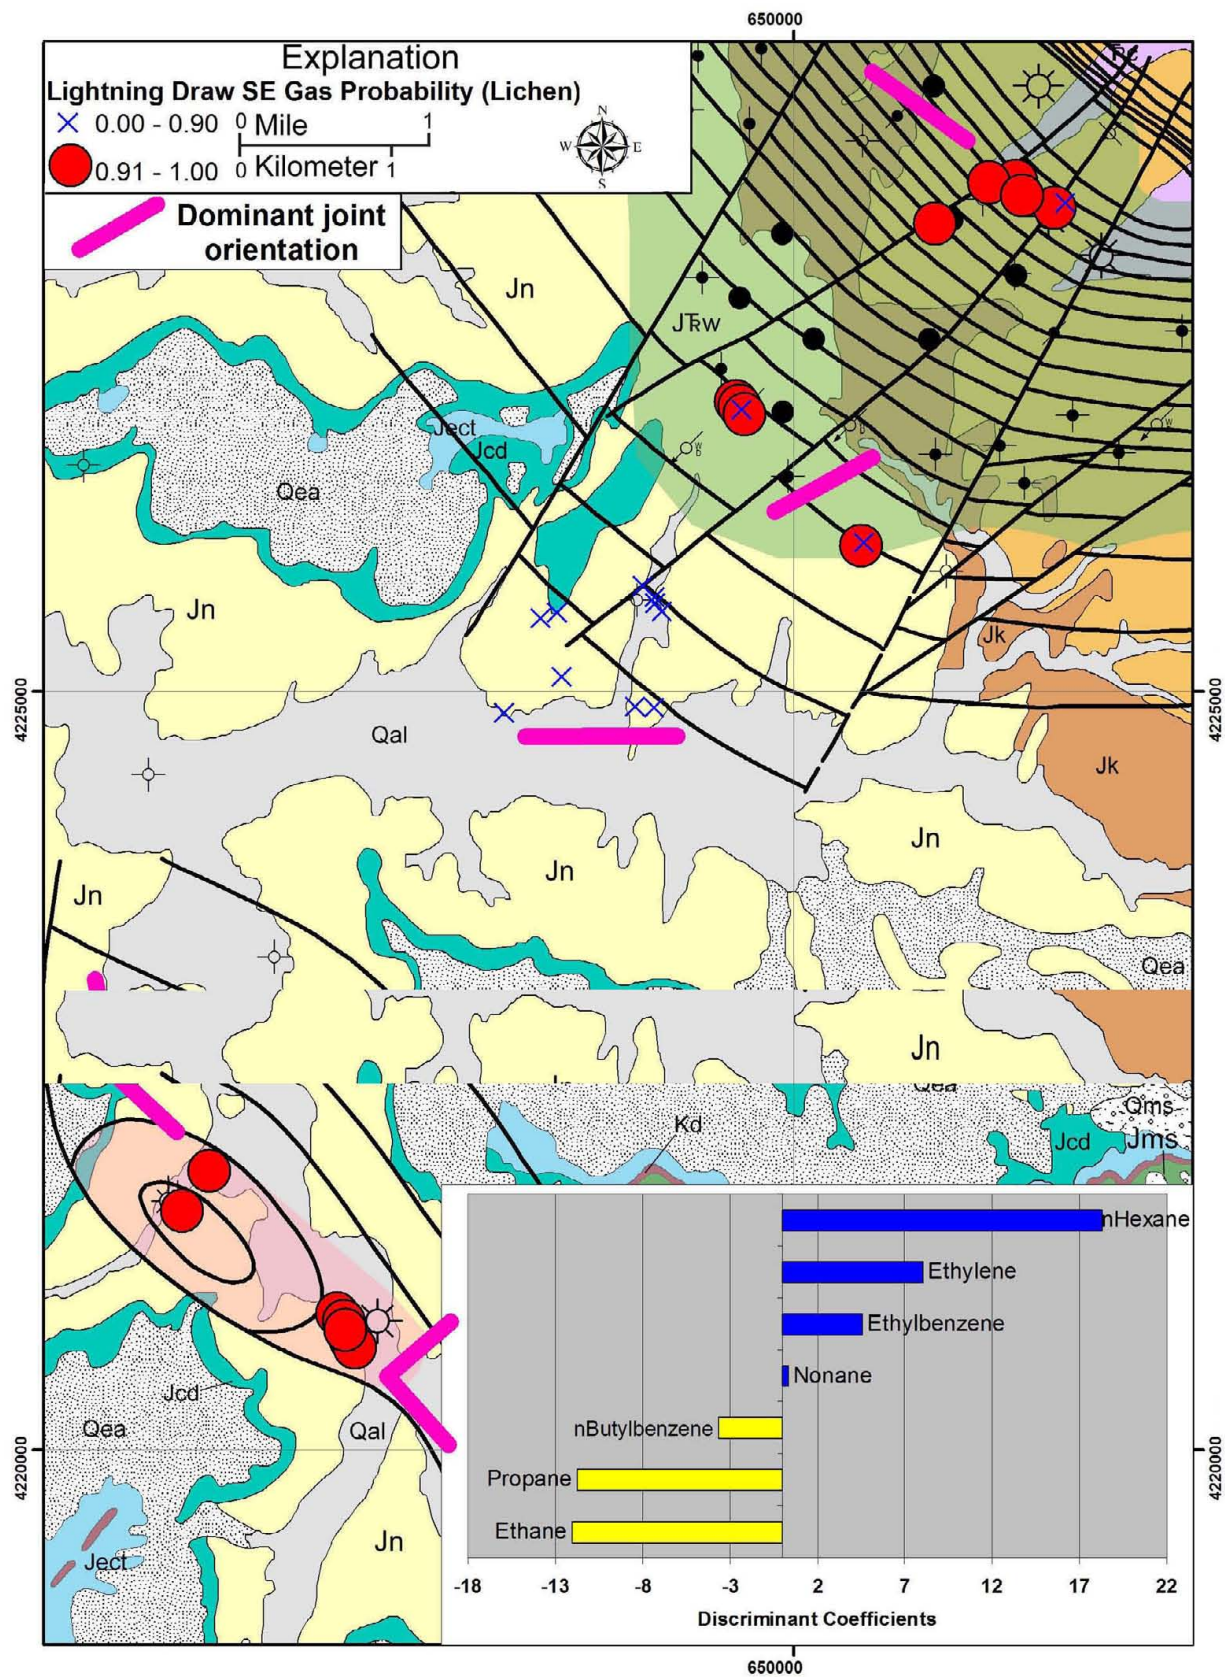 650000
Explanation
Lightning Draw SE Gas Probability (Lichen)
0.00 - 0.90 0 Mile 1
0.91 - 1.00 0 Kilometer 1
N
W E
S
Dominant joint
orientation
Jn
JTRW
Ject
Jcd
Qea
Jn
Jk
4225000
4225000
Qal
Jk
Jn
Jn
Jn
Qea
Jn
Qea
Qms
Kd
Jcd
Jms
nHexane
Ethylene
Ethylbenzene
Nonane
Jcd
Qea
Qal
nButylbenzene
4220000
4220000
Propane
Ethane
Jn
Ject
-18 -13 -8 -3 2 7 12 17 22
Discriminant Coefficients
650000